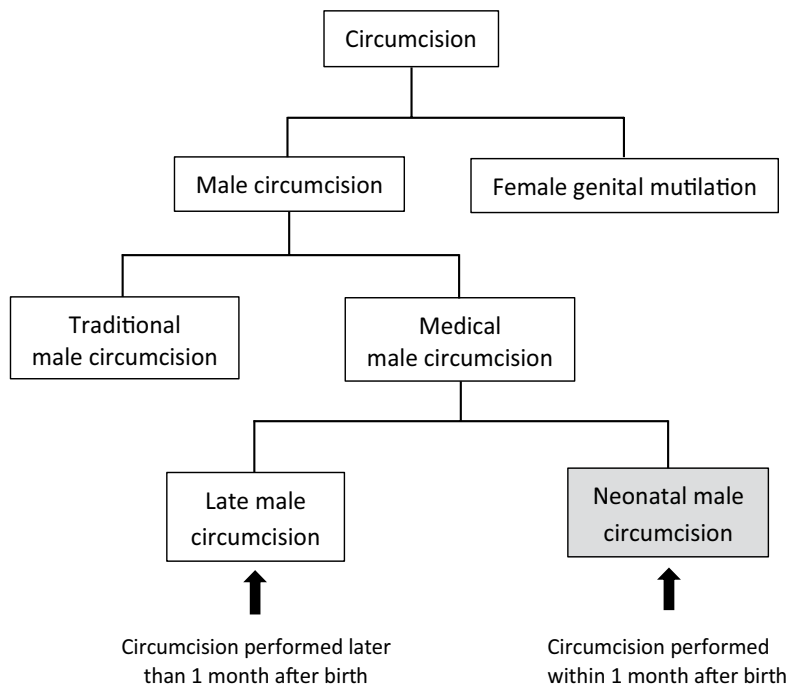 Circumcision
Male circumcision
Female genital mutilation
Traditional
male circumcision
Medical
male circumcision
Late male
circumcision
Neonatal male
circumcision
Circumcision performed later
than 1 month after birth
Circumcision performed
within 1 month after birth